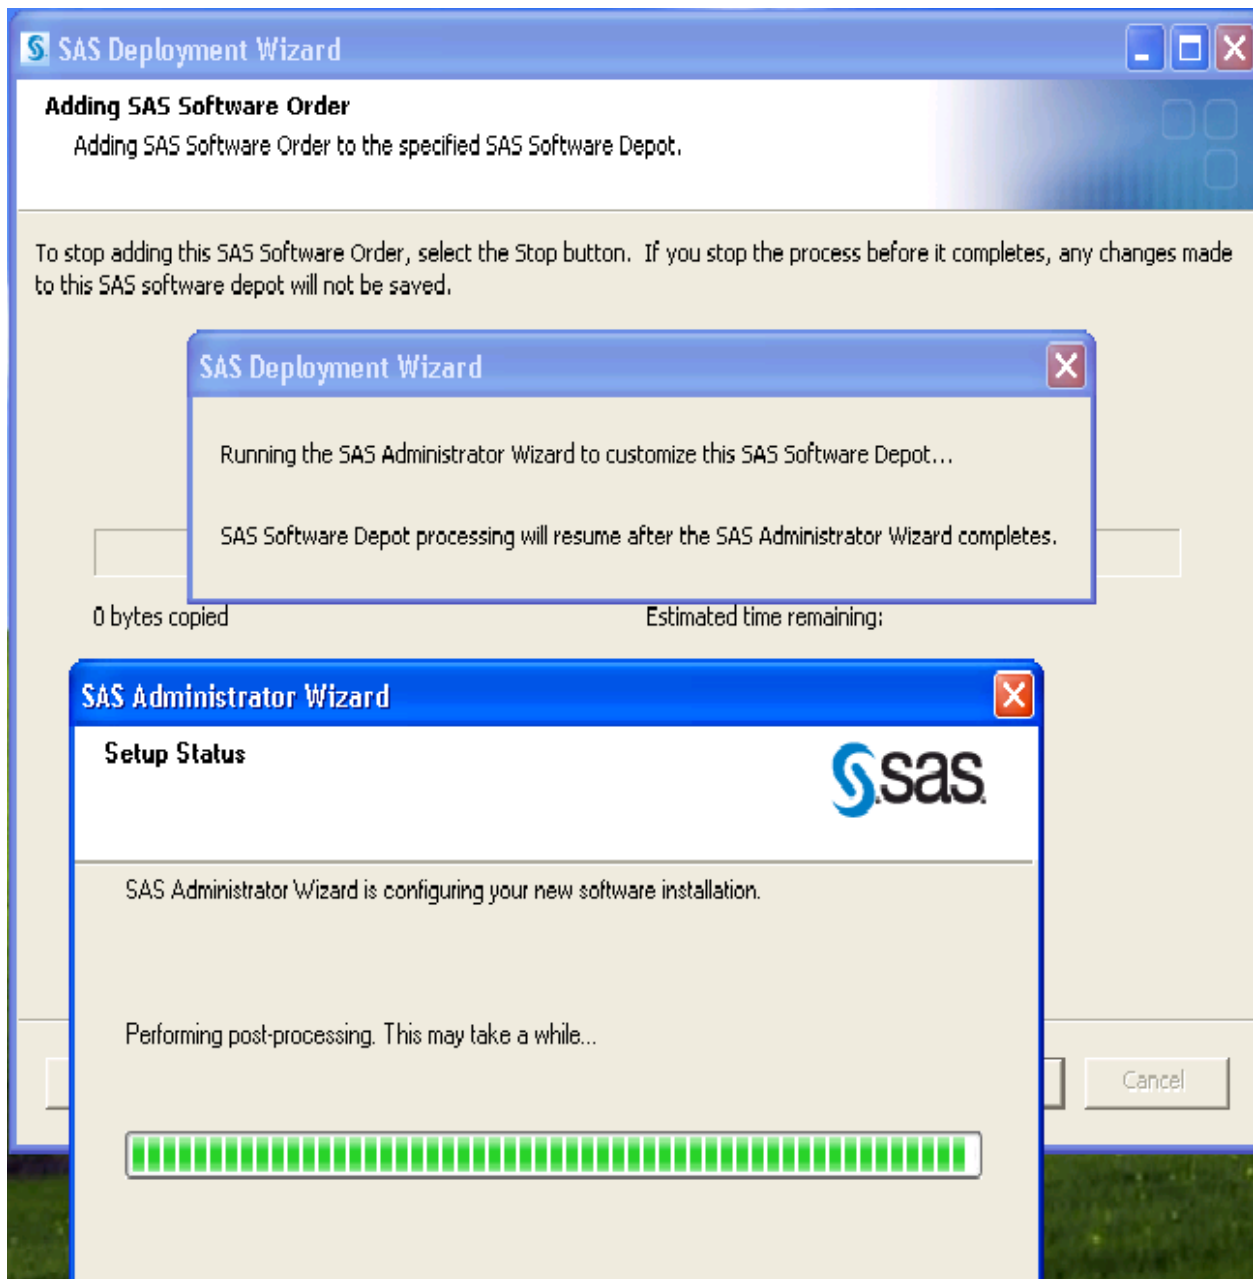 SAS Deployment Wizard
Adding SAS Software Order
Adding SAS Software Order to the specified SAS Software Depot.
To stop adding this SAS Software Order, select the Stop button.  If you stop the process before it completes, any changes made
to this SAS software depot will not be saved.
SAS Deployment Wizard
Running the SAS Administrator Wizard to customize this SAS Software Depot...
SAS Software Depot processing will resume after the SAS Administrator Wizard completes.
0 bytes copied
Estimated time remaining:
SAS Administrator Wizard
Setup Status
sas
SAS Administrator Wizard is configuring your new software installation.
Performing post-processing. This may take a while...
Cancel